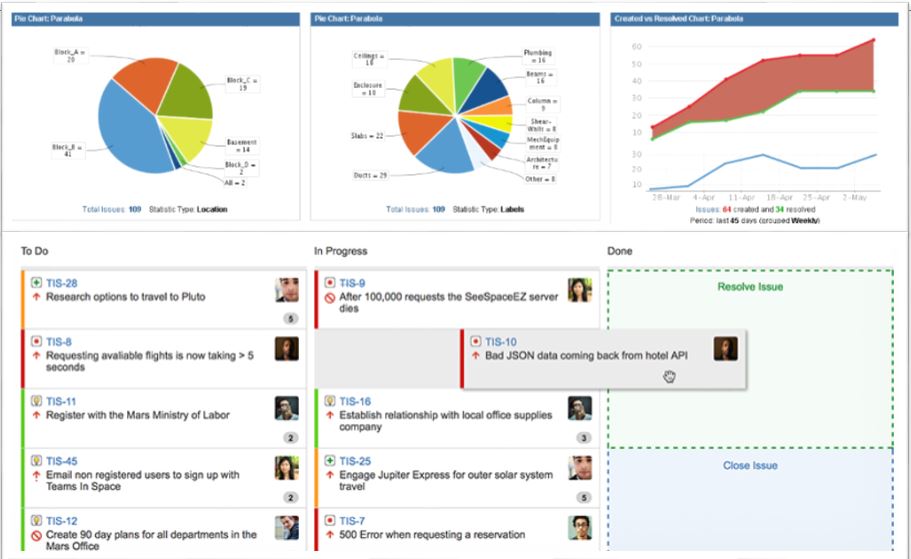 Pie Chart: Parabola
Block_A =
20
Block_C =
19
Basement
= 14
Block_D =
2
All = 2
Block_B =
41
Total Issues: 109 Statistic Type: Location
Pie Chart: Parabola
Ceilings =
18
Plumbing
= 16
Beams =
16
Column =
9
Shear-
Walls = 8
MechEquip
ment = 8
Architectu
re = 7
Other = 8
Ducts = 29
Slabs = 22
Enclosure
= 18
Total Issues: 109 Statistic Type: Labels
Created vs Resolved Chart: Parabola
60
50
40
30
20
10
30
20
10
28-Mar 4-Apr 11-Apr 18-Apr 25-Apr 2-May
Issues: 64 created and 34 resolved
Period: last 45 days (grouped Weekly)
To Do
TIS-28
Research options to travel to Pluto
5
TIS-8
Requesting avaliable flights is now taking > 5
seconds
TIS-11
Register with the Mars Ministry of Labor
2
TIS-45
Email non registered users to sign up with
Teams In Space
2
TIS-12
Create 90 day plans for all departments in the
Mars Office
In Progress
TIS-9
After 100,000 requests the SeeSpaceEZ server
dies
TIS-10
Bad JSON data coming back from hotel API
TIS-16
Establish relationship with local office supplies
company
3
TIS-25
Engage Jupiter Express for outer solar system
travel
5
TIS-7
500 Error when requesting a reservation
Done
Resolve Issue
Close Issue